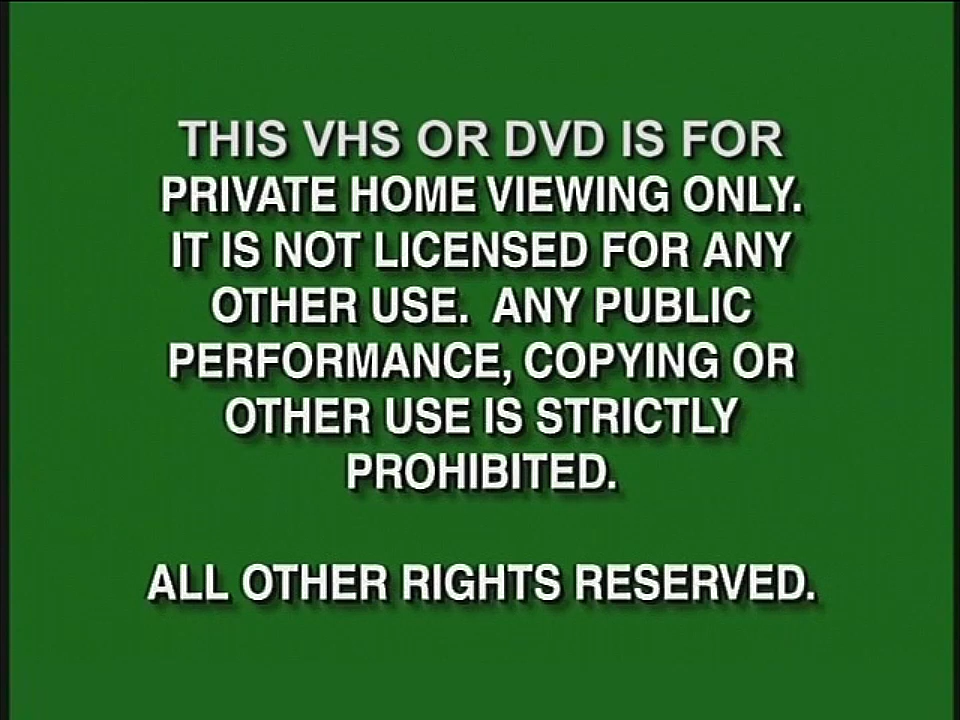 THIS VHS OR DVD IS FOR
PRIVATE HOME VIEWING ONLY.
IT IS NOT LICENSED FOR ANY
OTHER USE.  ANY PUBLIC
PERFORMANCE, COPYING OR
OTHER USE IS STRICTLY
PROHIBITED.
ALL OTHER RIGHTS RESERVED.